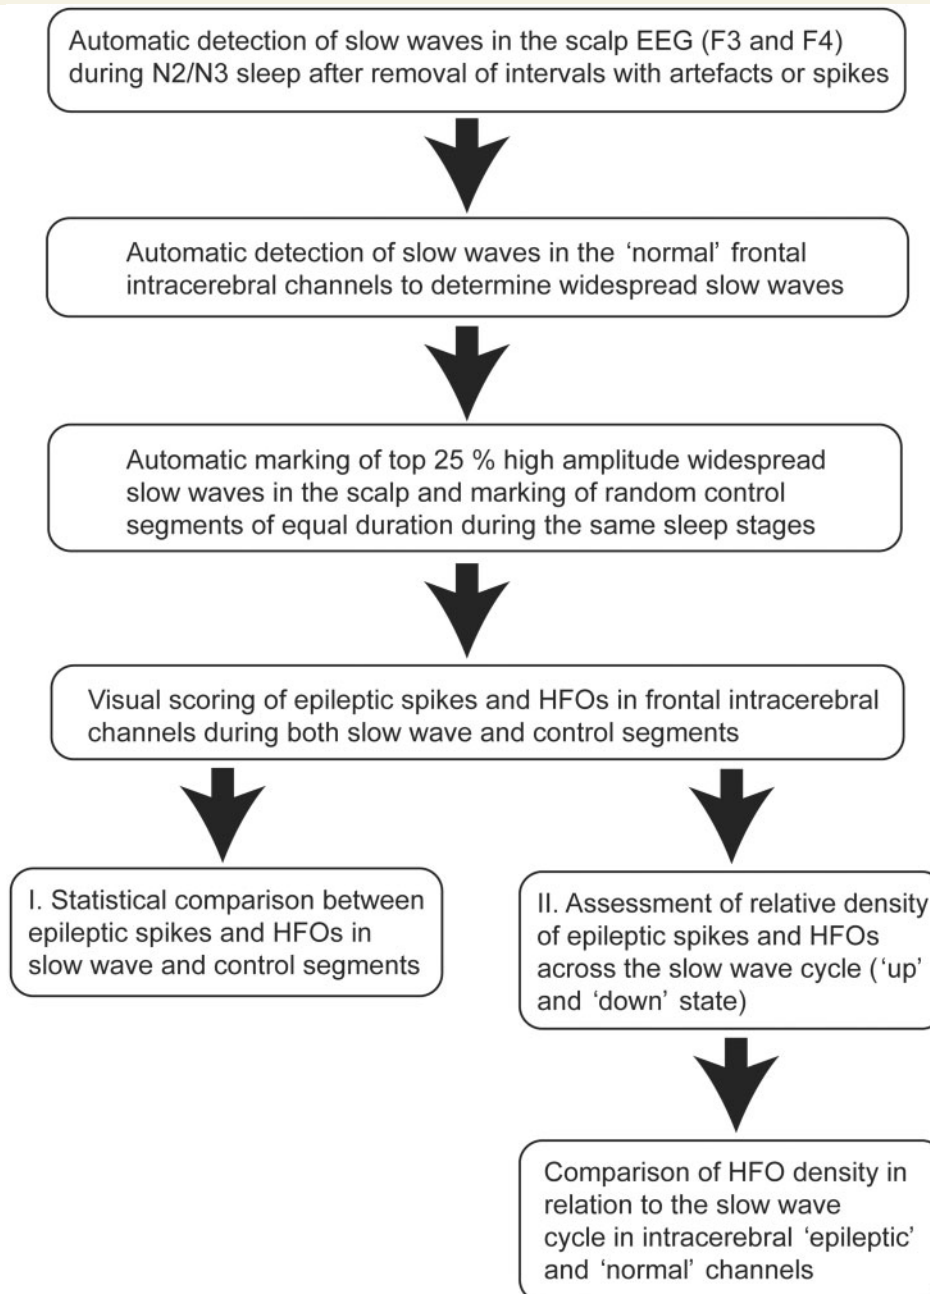 Automatic detection of slow waves in the scalp EEG (F3 and F4)
during N2/N3 sleep after removal of intervals with artefacts or spikes
Automatic detection of slow waves in the ‘normal’ frontal
intracerebral channels to determine widespread slow waves
Automatic marking of top 25 % high amplitude widespread
slow waves in the scalp and marking of random control
segments of equal duration during the same sleep stages
Visual scoring of epileptic spikes and HFOs in frontal intracerebral
channels during both slow wave and control segments
I. Statistical comparison between
epileptic spikes and HFOs in
slow wave and control segments
II. Assessment of relative density
of epileptic spikes and HFOs
across the slow wave cycle (‘up’
and ‘down’ state)
Comparison of HFO density in
relation to the slow wave
cycle in intracerebral ‘epileptic’
and ‘normal’ channels